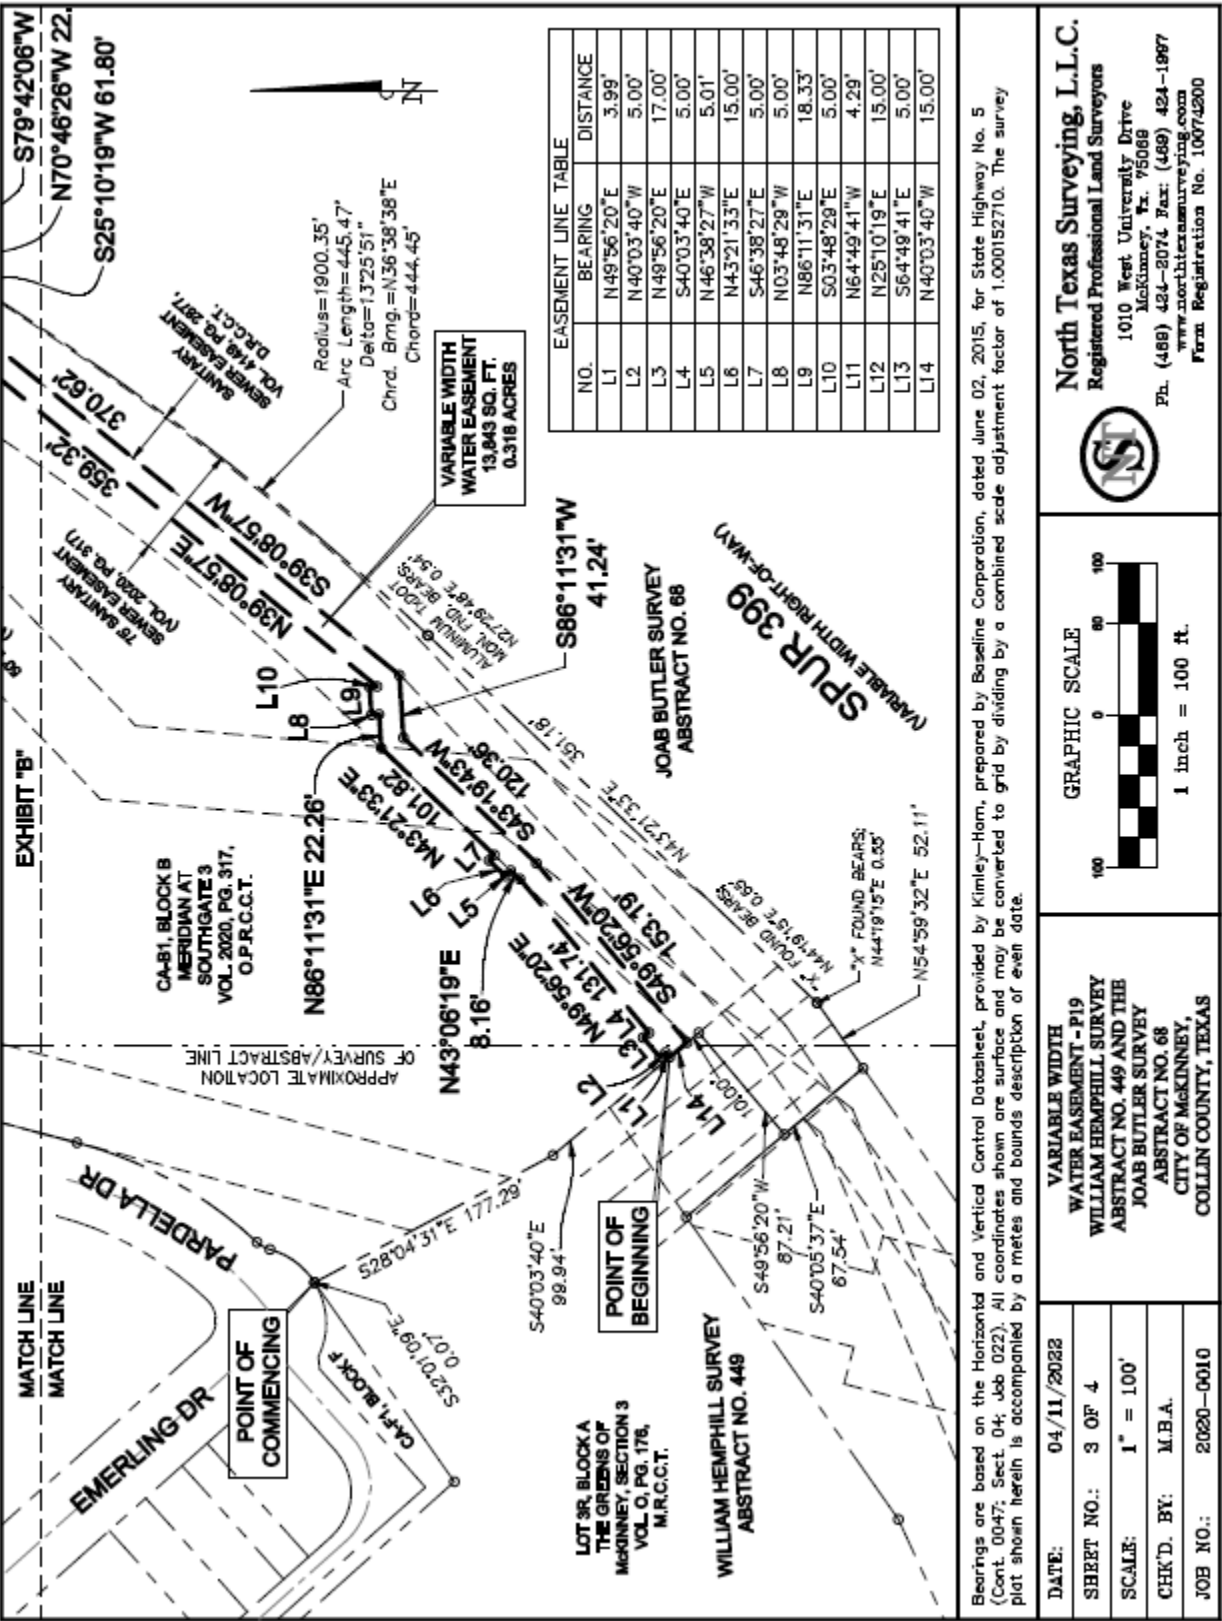 EXHIBIT "B"
MATCH LINE
MATCH LINE
S79°42'06"W
N70°46'26"W 22.
S25°10'19"W 61.80'
N
EMERLING DR
PARDELLA DR
POINT OF
COMMENCING
CA-F1, BLOCK F
S32°01'09"E
0.07'
S28°04'31"E 177.29'
S40°03'40"E
99.94'
POINT OF
BEGINNING
APPROXIMATE LOCATION
OF SURVEY/ABSTRACT LINE
CA-B1, BLOCK B
MERIDIAN AT
SOUTHGATE 3
VOL. 2020, PG. 317,
O.P.R.C.C.T.
50'
359.32'
370.62'
N39°08'57"E
S39°08'57"W
75' SANITARY
SEWER EASEMENT
(VOL. 2020, PG. 317)
SANITARY
SEWER EASEMENT
VOL. 4149, PG. 2877,
D.R.C.C.T.
Radius=1900.35'
Arc Length=445.47'
Delta=13°25'51"
Chrd. Brng.=N36°38'38"E
Chord=444.45'
VARIABLE WIDTH
WATER EASEMENT
13,843 SQ. FT.
0.318 ACRES
L10
L9
L8
N86°11'31"E 22.26'
S86°11'31"W
41.24'
N43°21'33"E
101.82'
S43°19'43"W
120.36'
L7
L6
L5
N43°06'19"E
8.16'
N49°56'20"E
131.74'
S49°56'20"W
153.19'
L4
L3
L2
L1
L14
10.00'
ALUMINUM TxDOT
MON. FND. BEARS;
N27°29'48"E 0.54'
351.18'
N43°21'33"E
"X" FOUND BEARS;
N44°19'15"E 0.55'
"X" FOUND BEARS;
N44°19'15"E 0.55'
N54°59'32"E 52.11'
S49°56'20"W
87.21'
S40°05'37"E
67.54'
JOAB BUTLER SURVEY
ABSTRACT NO. 68
SPUR 399
(VARIABLE WIDTH RIGHT-OF-WAY)
LOT 3R, BLOCK A
THE GREENS OF
McKINNEY, SECTION 3
VOL O, PG. 176,
M.R.C.C.T.
WILLIAM HEMPHILL SURVEY
ABSTRACT NO. 449
EASEMENT LINE TABLE
NO. BEARING DISTANCE
L1 N49°56'20"E 3.99'
L2 N40°03'40"W 5.00'
L3 N49°56'20"E 17.00'
L4 S40°03'40"E 5.00'
L5 N46°38'27"W 5.01'
L6 N43°21'33"E 15.00'
L7 S46°38'27"E 5.00'
L8 N03°48'29"W 5.00'
L9 N86°11'31"E 18.33'
L10 S03°48'29"E 5.00'
L11 N64°49'41"W 4.29'
L12 N25°10'19"E 15.00'
L13 S64°49'41"E 5.00'
L14 N40°03'40"W 15.00'
Bearings are based on the Horizontal and Vertical Control Datasheet, provided by Kimley-Horn, prepared by Baseline Corporation, dated June 02, 2015, for State Highway No. 5
(Cont. 0047; Sect. 04; Job 022). All coordinates shown are surface and may be converted to grid by dividing by a combined scale adjustment factor of 1.000152710. The survey
plat shown herein is accompanied by a metes and bounds description of even date.
DATE: 04/11/2022
SHEET NO.: 3 OF 4
SCALE: 1" = 100'
CHK'D. BY: M.B.A.
JOB NO.: 2020-0010
VARIABLE WIDTH
WATER EASEMENT - P19
WILLIAM HEMPHILL SURVEY
ABSTRACT NO. 449 AND THE
JOAB BUTLER SURVEY
ABSTRACT NO. 68
CITY OF McKINNEY,
COLLIN COUNTY, TEXAS
GRAPHIC SCALE
100 0 50 100
1 inch = 100 ft.
NST
North Texas Surveying, L.L.C.
Registered Professional Land Surveyors
1010 West University Drive
McKinney, Tx. 75069
Ph. (469) 424-2074 Fax: (469) 424-1997
www.northtexassurveying.com
Firm Registration No. 10074200